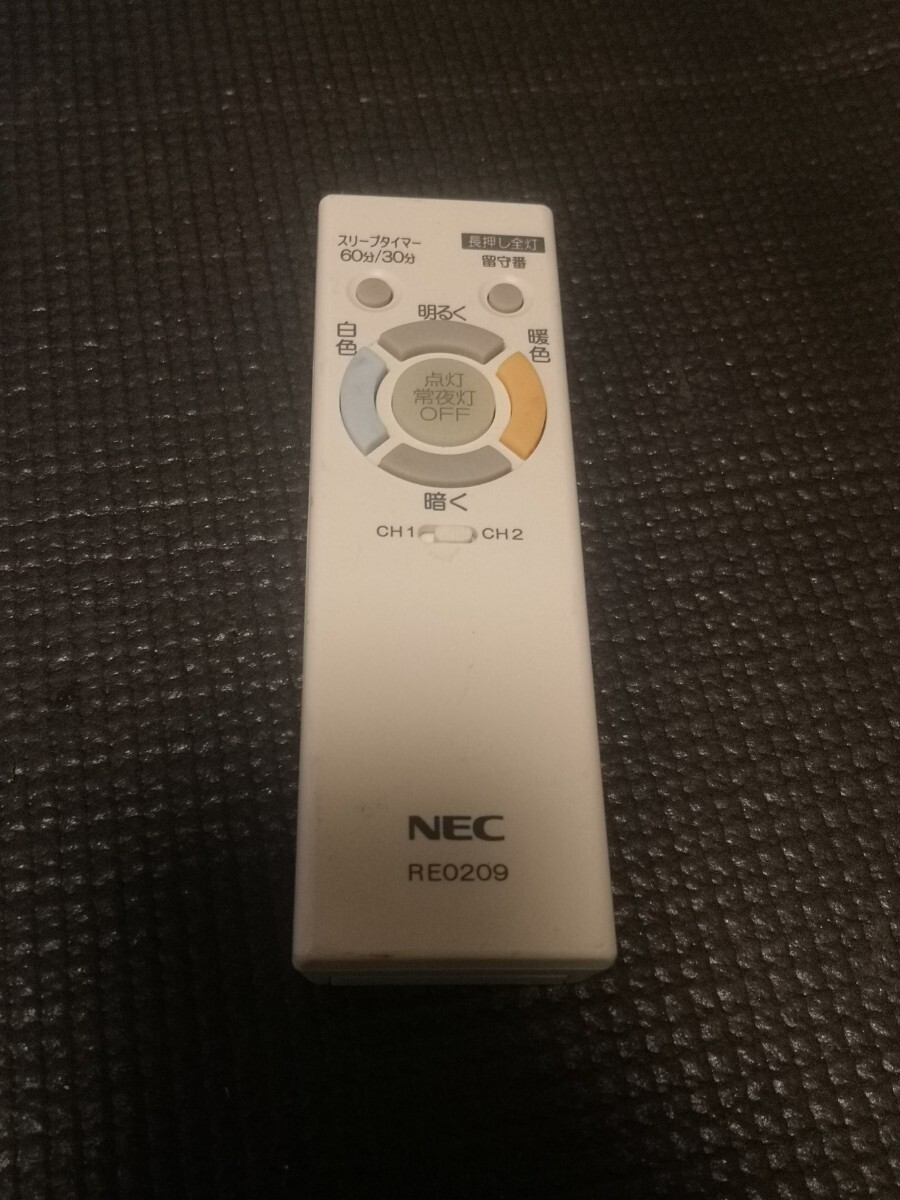 スリープタイマー
60分/30分
長押し全灯
留守番
明るく
白色
暖色
点灯
常夜灯
OFF
暗く
CH1
CH2
NEC
RE0209